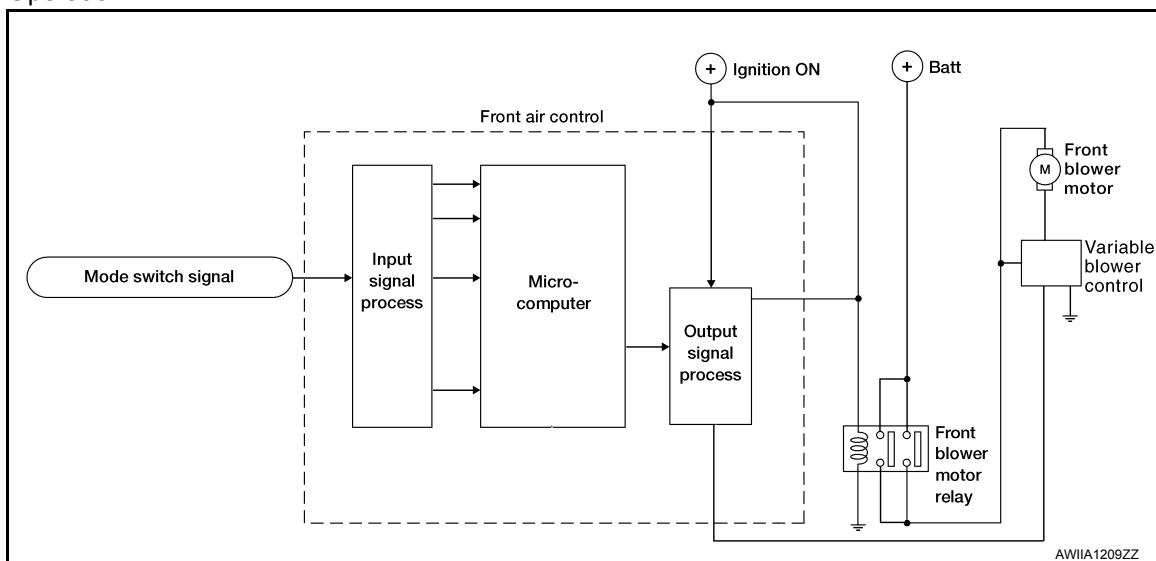 +
Ignition ON
+
Batt
Front air control
Front
blower
motor
M
Mode switch signal
Input
signal
process
Micro-
computer
Variable
blower
control
Output
signal
process
Front
blower
motor
relay
AWIIA1209ZZ